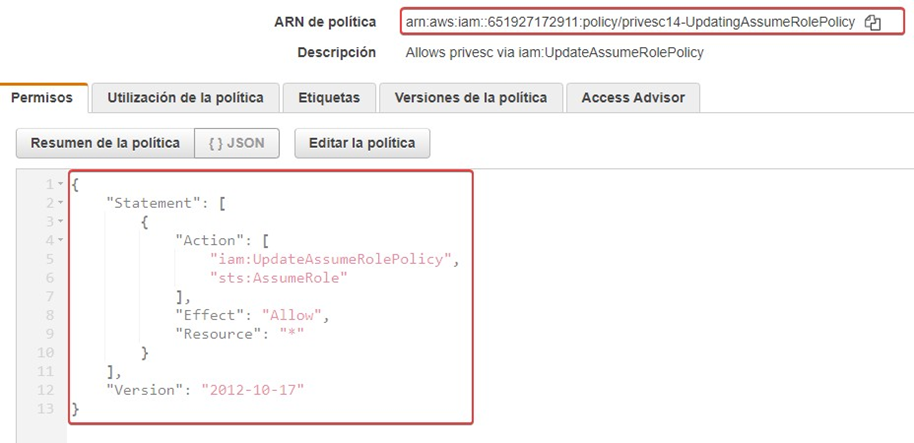 ARN de política arn:aws:iam::651927172911:policy/privesc14-UpdatingAssumeRolePolicy
Descripción Allows privesc via iam:UpdateAssumeRolePolicy
Permisos Utilización de la política Etiquetas Versiones de la política Access Advisor
Resumen de la política { } JSON Editar la política
1 {
2 "Statement": [
3 {
4 "Action": [
5 "iam:UpdateAssumeRolePolicy",
6 "sts:AssumeRole"
7 ],
8 "Effect": "Allow",
9 "Resource": "*"
10 }
11 ],
12 "Version": "2012-10-17"
13 }